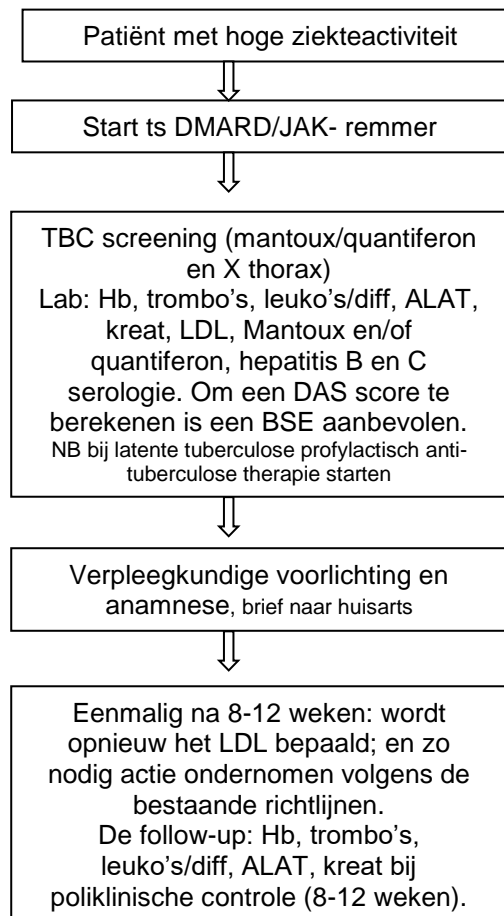 Patiënt met hoge ziekteactiviteit
Start ts DMARD/JAK- remmer
TBC screening (mantoux/quantiferon
en X thorax)
Lab: Hb, trombo's, leuko's/diff, ALAT,
kreat, LDL, Mantoux en/of
quantiferon, hepatitis B en C
serologie. Om een DAS score te
berekenen is een BSE aanbevolen.
NB bij latente tuberculose profylactisch anti-
tuberculose therapie starten
Verpleegkundige voorlichting en
anamnese, brief naar huisarts
Eenmalig na 8-12 weken: wordt
opnieuw het LDL bepaald; en zo
nodig actie ondernomen volgens de
bestaande richtlijnen.
De follow-up: Hb, trombo's,
leuko's/diff, ALAT, kreat bij
poliklinische controle (8-12 weken).